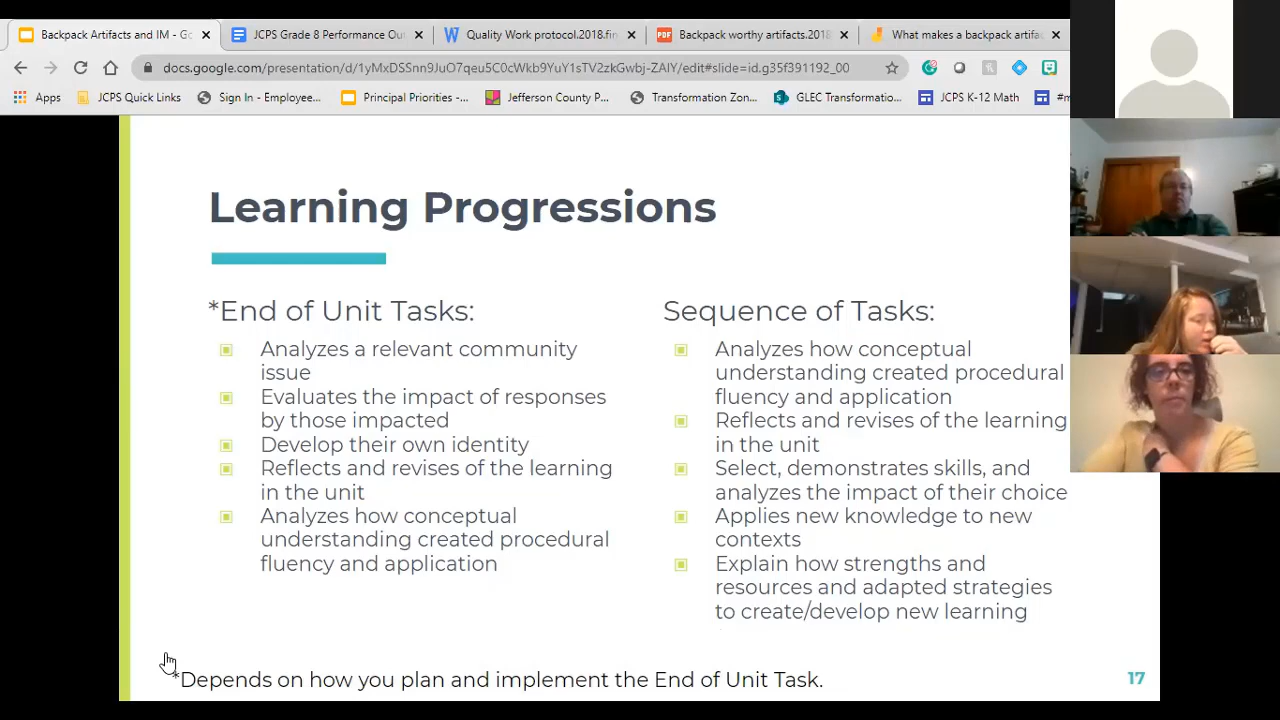 Backpack Artifacts and IM - Go
JCPS Grade 8 Performance Out
Quality Work protocol.2018.fin
PDF
Backpack worthy artifacts.2018
What makes a backpack artifac
docs.google.com/presentation/d/1yMxDSSnn9JuO7qeu5C0cWkb9YuY1sTV2zkGwbj-ZAIY/edit#slide=id.g35f391192_00
Apps
JCPS Quick Links
Sign In - Employee...
Principal Priorities -...
Jefferson County P...
Transformation Zon...
GLEC Transformatio...
JCPS K-12 Math
#m
Learning Progressions
*End of Unit Tasks:
Analyzes a relevant community
issue
Evaluates the impact of responses
by those impacted
Develop their own identity
Reflects and revises of the learning
in the unit
Analyzes how conceptual
understanding created procedural
fluency and application
Sequence of Tasks:
Analyzes how conceptual
understanding created procedural
fluency and application
Reflects and revises of the learning
in the unit
Select, demonstrates skills, and
analyzes the impact of their choice
Applies new knowledge to new
contexts
Explain how strengths and
resources and adapted strategies
to create/develop new learning
*Depends on how you plan and implement the End of Unit Task.
17